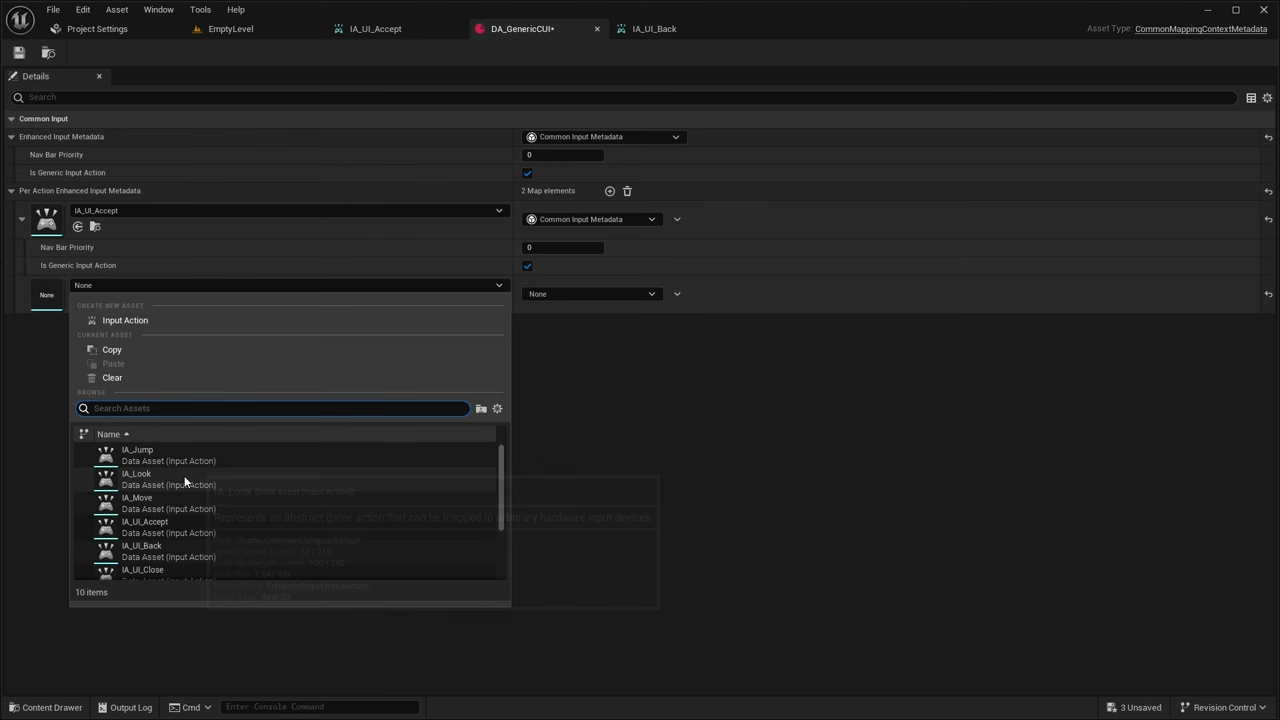 File Edit Asset Window Tools Help
Project Settings EmptyLevel IA_UI_Accept DA_GenericCUI• IA_UI_Back Asset Type: CommonMappingContextMetadata
Details
Search
Common Input
Enhanced Input Metadata Common Input Metadata
Nav Bar Priority 0
Is Generic Input Action
Per Action Enhanced Input Metadata 2 Map elements
IA_UI_Accept
Common Input Metadata
Nav Bar Priority 0
Is Generic Input Action
None
None None
CREATE NEW ASSET
Input Action
CURRENT ASSET
Copy
Paste
Clear
BROWSE
Search Assets
Name
IA_Jump
Data Asset (Input Action)
IA_Look
Data Asset (Input Action)
IA_Move
Data Asset (Input Action)
IA_UI_Accept
Data Asset (Input Action)
IA_UI_Back
Data Asset (Input Action)
IA_UI_Close
10 items
Represents an abstract game action that can be mapped to arbitrary hardware input devices.
Content Drawer Output Log Cmd Enter Console Command 3 Unsaved Revision Control